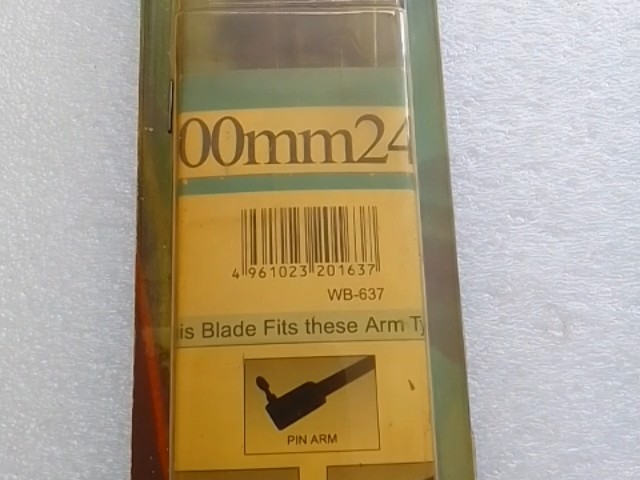 00mm24
4 961023 201637
WB-637
is Blade Fits these Arm Ty
PIN ARM